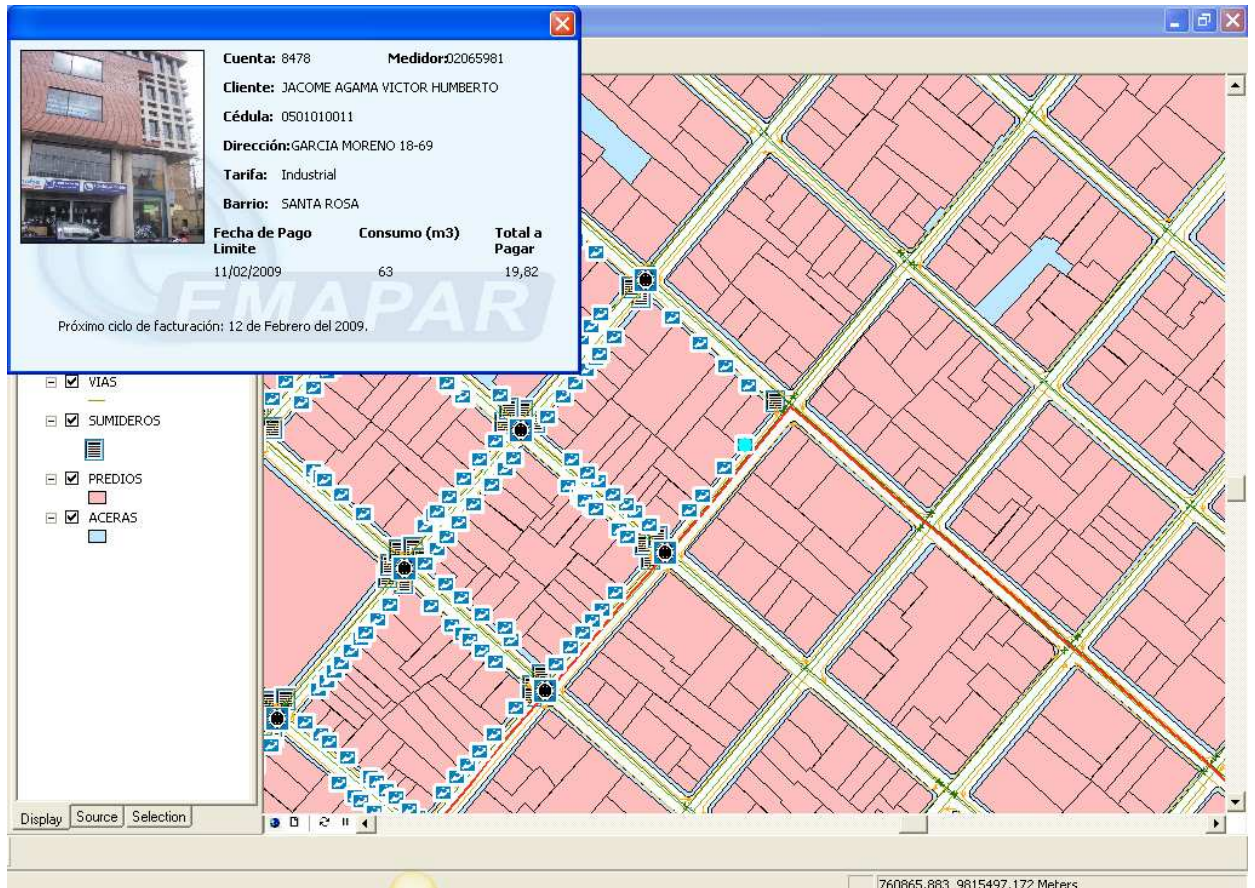 Cuenta: 8478 Medidor:02065981
Cliente: JACOME AGAMA VICTOR HUMBERTO
Cédula: 0501010011
Dirección:GARCIA MORENO 18-69
Tarifa: Industrial
Barrio: SANTA ROSA
Fecha de Pago Limite Consumo (m3) Total a Pagar
11/02/2009 63 19,82
EMAPAR
Próximo ciclo de facturación: 12 de Febrero del 2009.
VIAS
SUMIDEROS
PREDIOS
ACERAS
Display Source Selection
760865,883 9815497,172 Meters